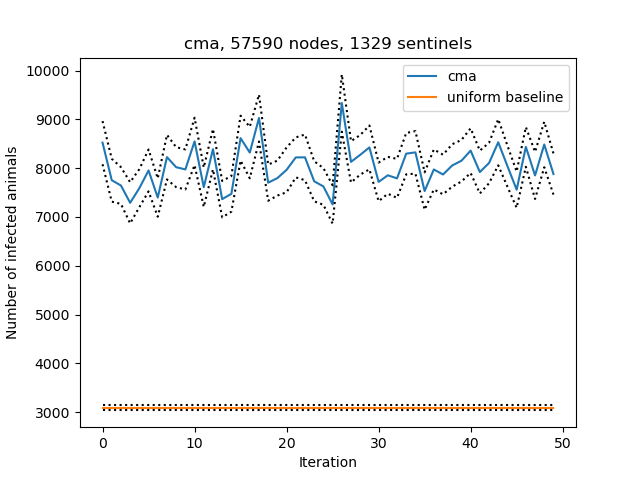 cma, 57590 nodes, 1329 sentinels
cma
uniform baseline
Number of infected animals
10000
9000
8000
7000
6000
5000
4000
3000
0 10 20 30 40 50
Iteration